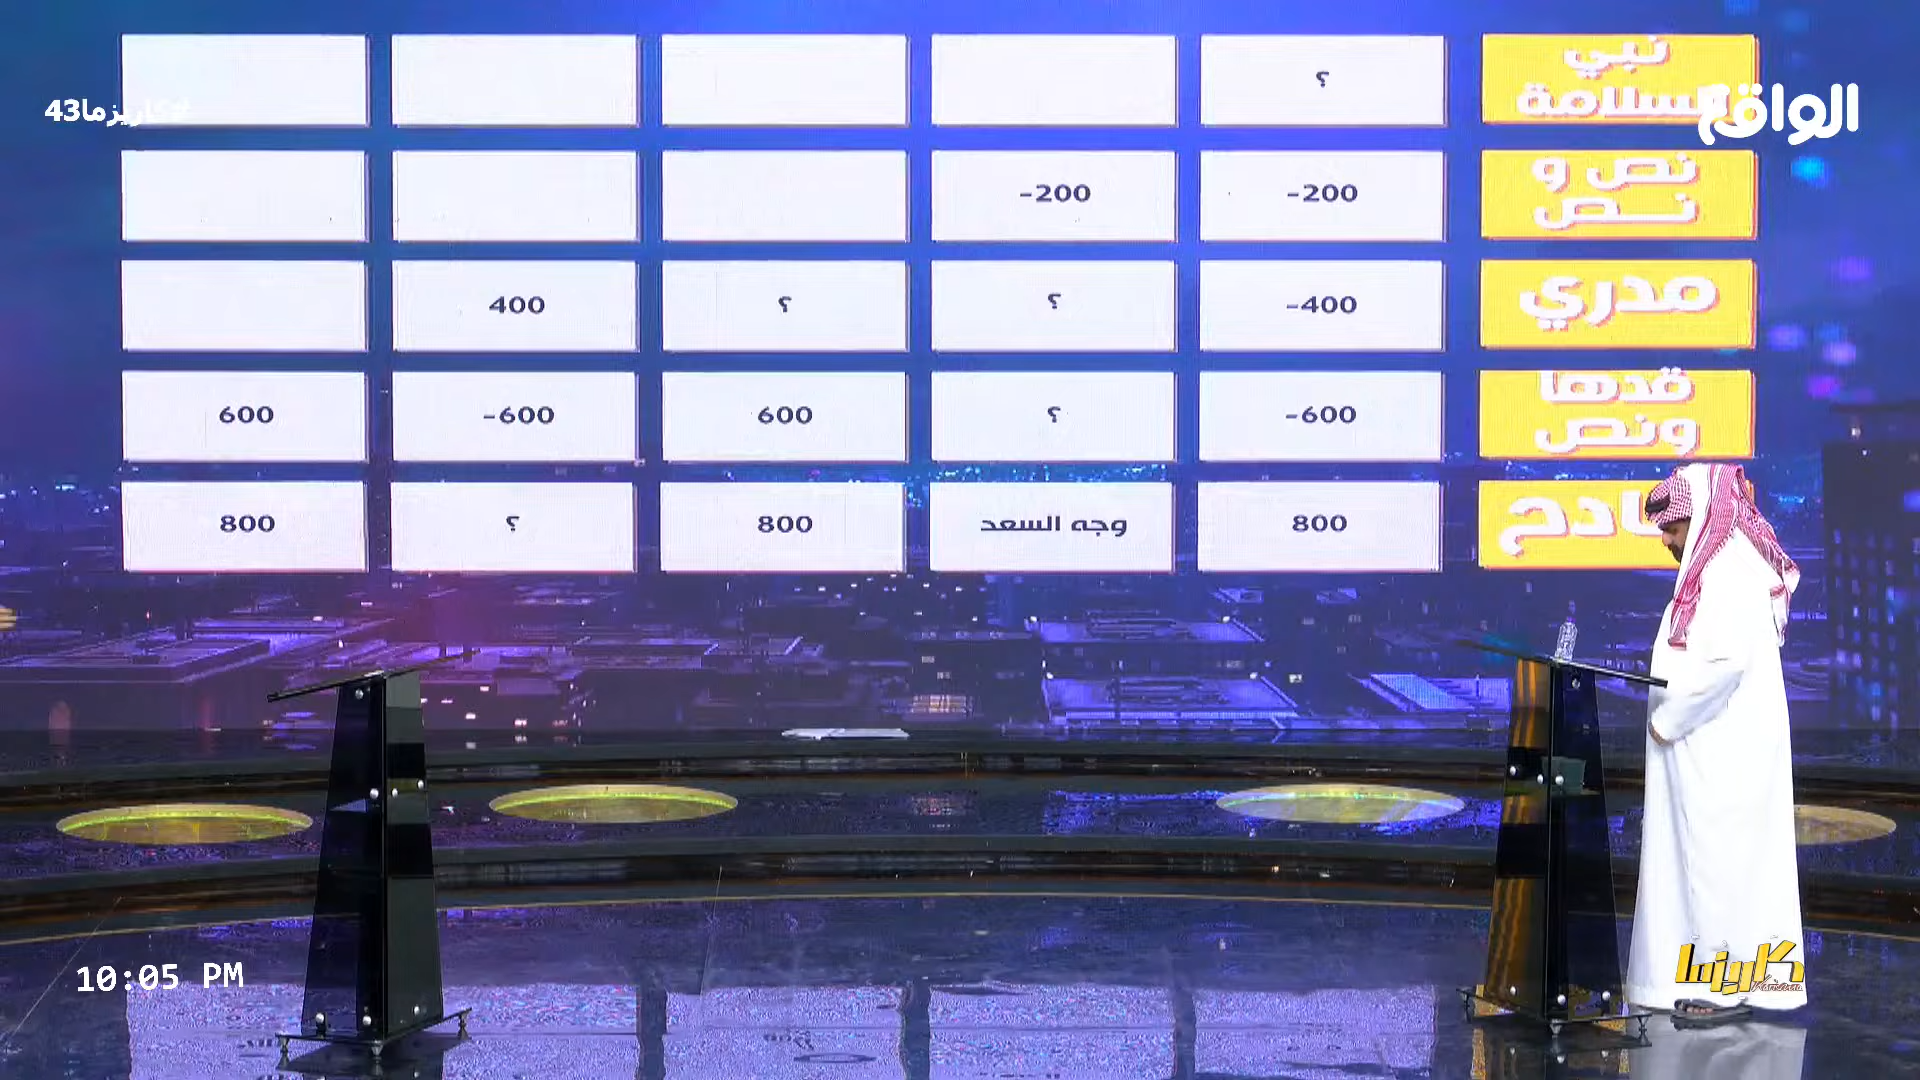 نبي
السلامة
؟
نص و
نص
-200
-200
مدري
-400
؟
؟
400
قدها
ونص
-600
؟
600
-600
600
800
وجه السعد
800
؟
800
الواقع
#كاريزما43
10:05 PM
كاريزما